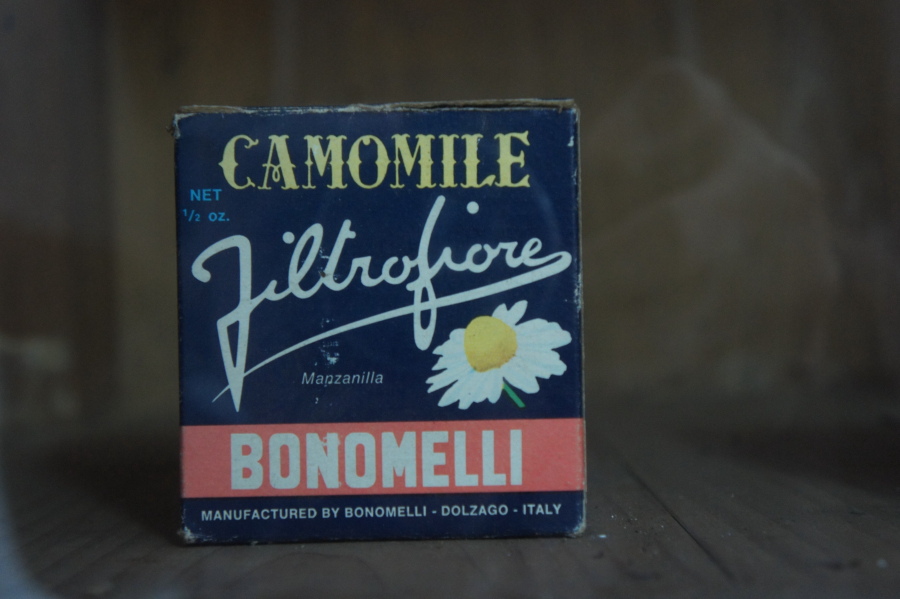 CAMOMILE
NET
1/2 oz.
Filtrofiore
Manzanilla
BONOMELLI
MANUFACTURED BY BONOMELLI - DOLZAGO - ITALY